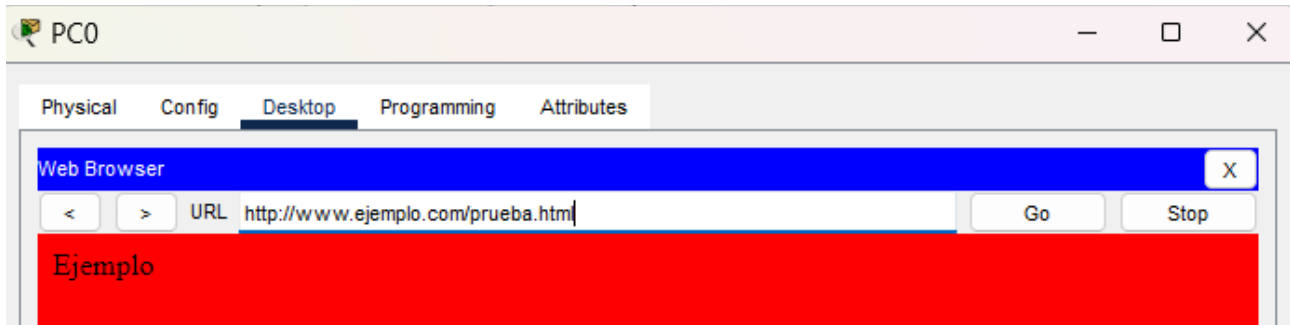 PC0
Physical Config Desktop Programming Attributes
Web Browser X
< > URL http://www.ejemplo.com/prueba.html Go Stop
Ejemplo